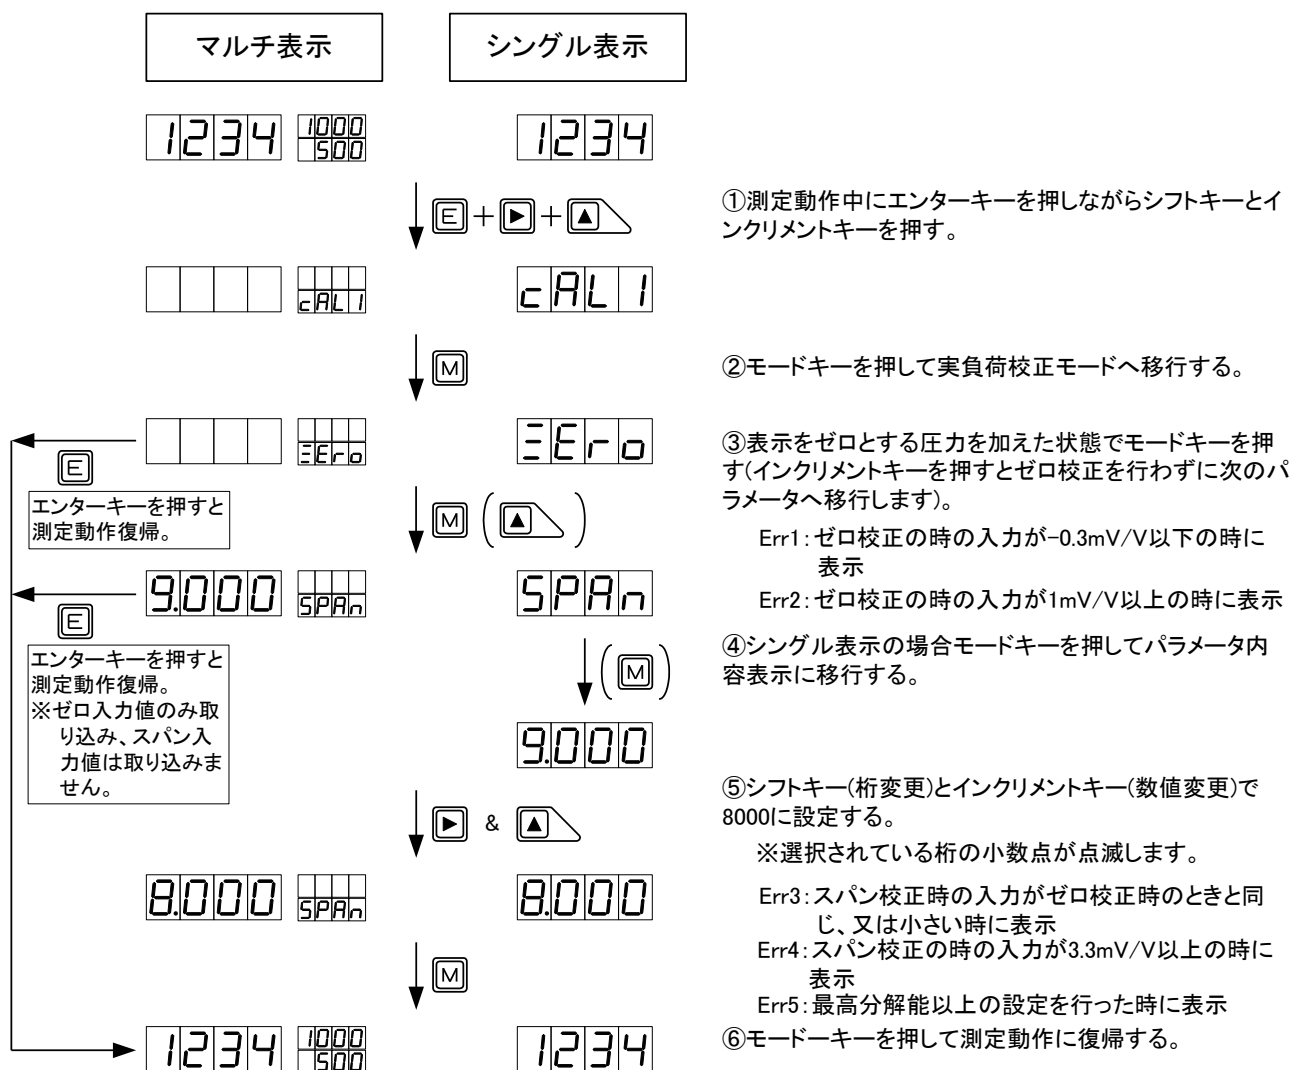 マルチ表示
シングル表示
1234
1000
500
1234
E+▶+▲
①測定動作中にエンターキーを押しながらシフトキーとイ
ンクリメントキーを押す。
cAL1
cAL1
M
②モードキーを押して実負荷校正モードへ移行する。
ZEro
ZEro
E
エンターキーを押すと
測定動作復帰。
M(▲)
③表示をゼロとする圧力を加えた状態でモードキーを押
す(インクリメントキーを押すとゼロ校正を行わずに次のパ
ラメータへ移行します)。
Err1:ゼロ校正の時の入力が-0.3mV/V以下の時に
表示
Err2:ゼロ校正の時の入力が1mV/V以上の時に表示
9.000
SPAn
SPAn
E
エンターキーを押すと
測定動作復帰。
※ゼロ入力値のみ取
り込み、スパン入
力値は取り込みま
せん。
(M)
④シングル表示の場合モードキーを押してパラメータ内
容表示に移行する。
9.000
▶ & ▲
⑤シフトキー(桁変更)とインクリメントキー(数値変更)で
8000に設定する。
※選択されている桁の小数点が点滅します。
8.000
SPAn
8.000
Err3:スパン校正時の入力がゼロ校正時のときと同
じ、又は小さい時に表示
Err4:スパン校正の時の入力が3.3mV/V以上の時に
表示
Err5:最高分解能以上の設定を行った時に表示
M
⑥モードーキーを押して測定動作に復帰する。
1234
1000
500
1234